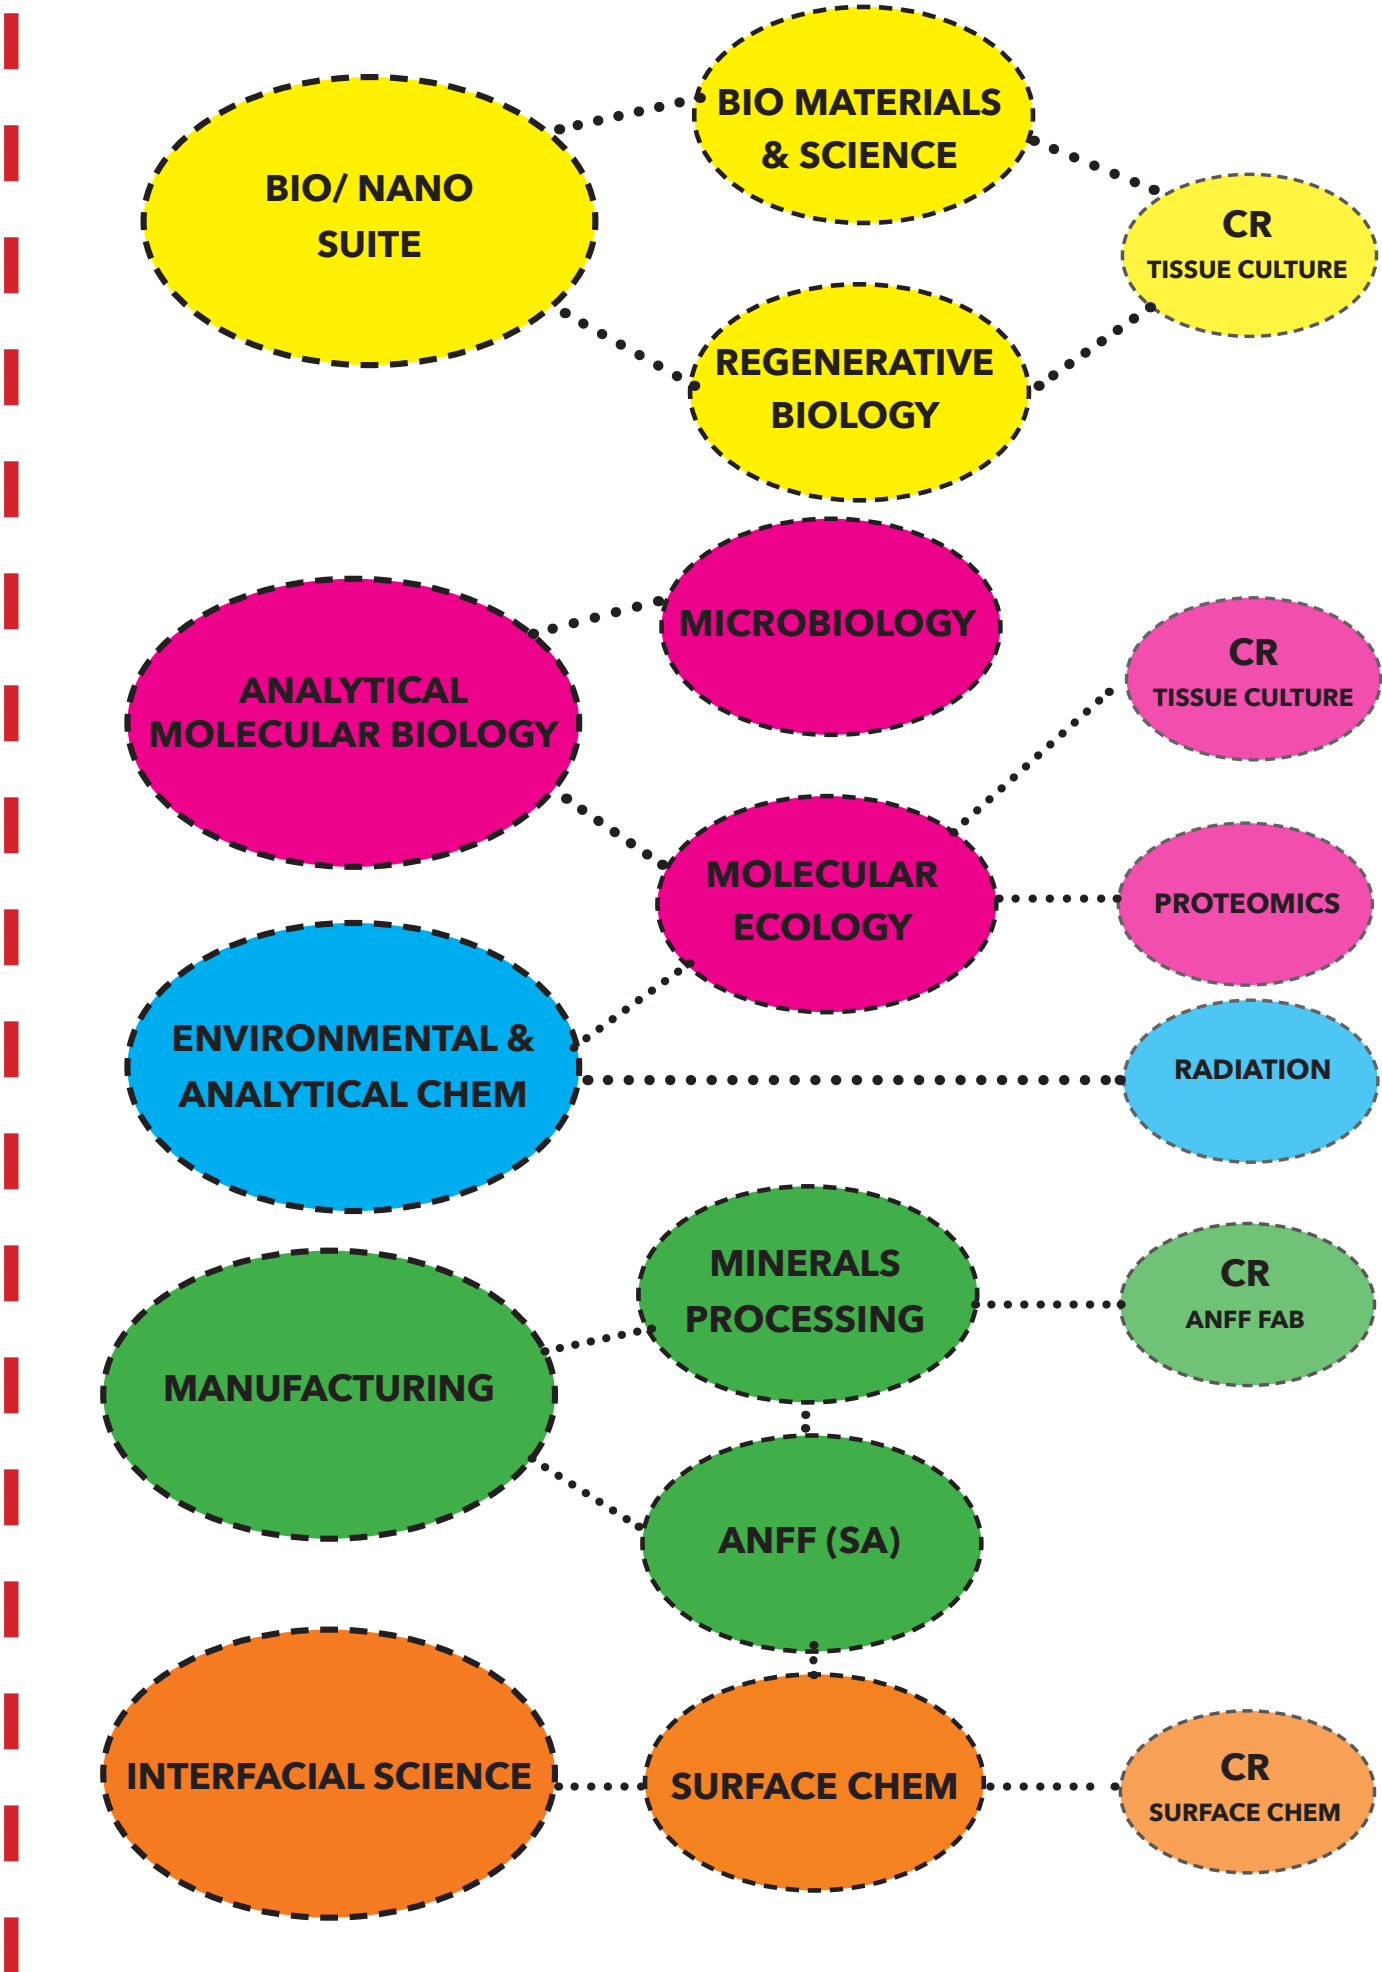 BIO/ NANO
SUITE
BIO MATERIALS
& SCIENCE
CR
TISSUE CULTURE
REGENERATIVE
BIOLOGY
MICROBIOLOGY
ANALYTICAL
MOLECULAR BIOLOGY
CR
TISSUE CULTURE
MOLECULAR
ECOLOGY
PROTEOMICS
ENVIRONMENTAL &
ANALYTICAL CHEM
RADIATION
MINERALS
PROCESSING
CR
ANFF FAB
MANUFACTURING
ANFF (SA)
INTERFACIAL SCIENCE
SURFACE CHEM
CR
SURFACE CHEM